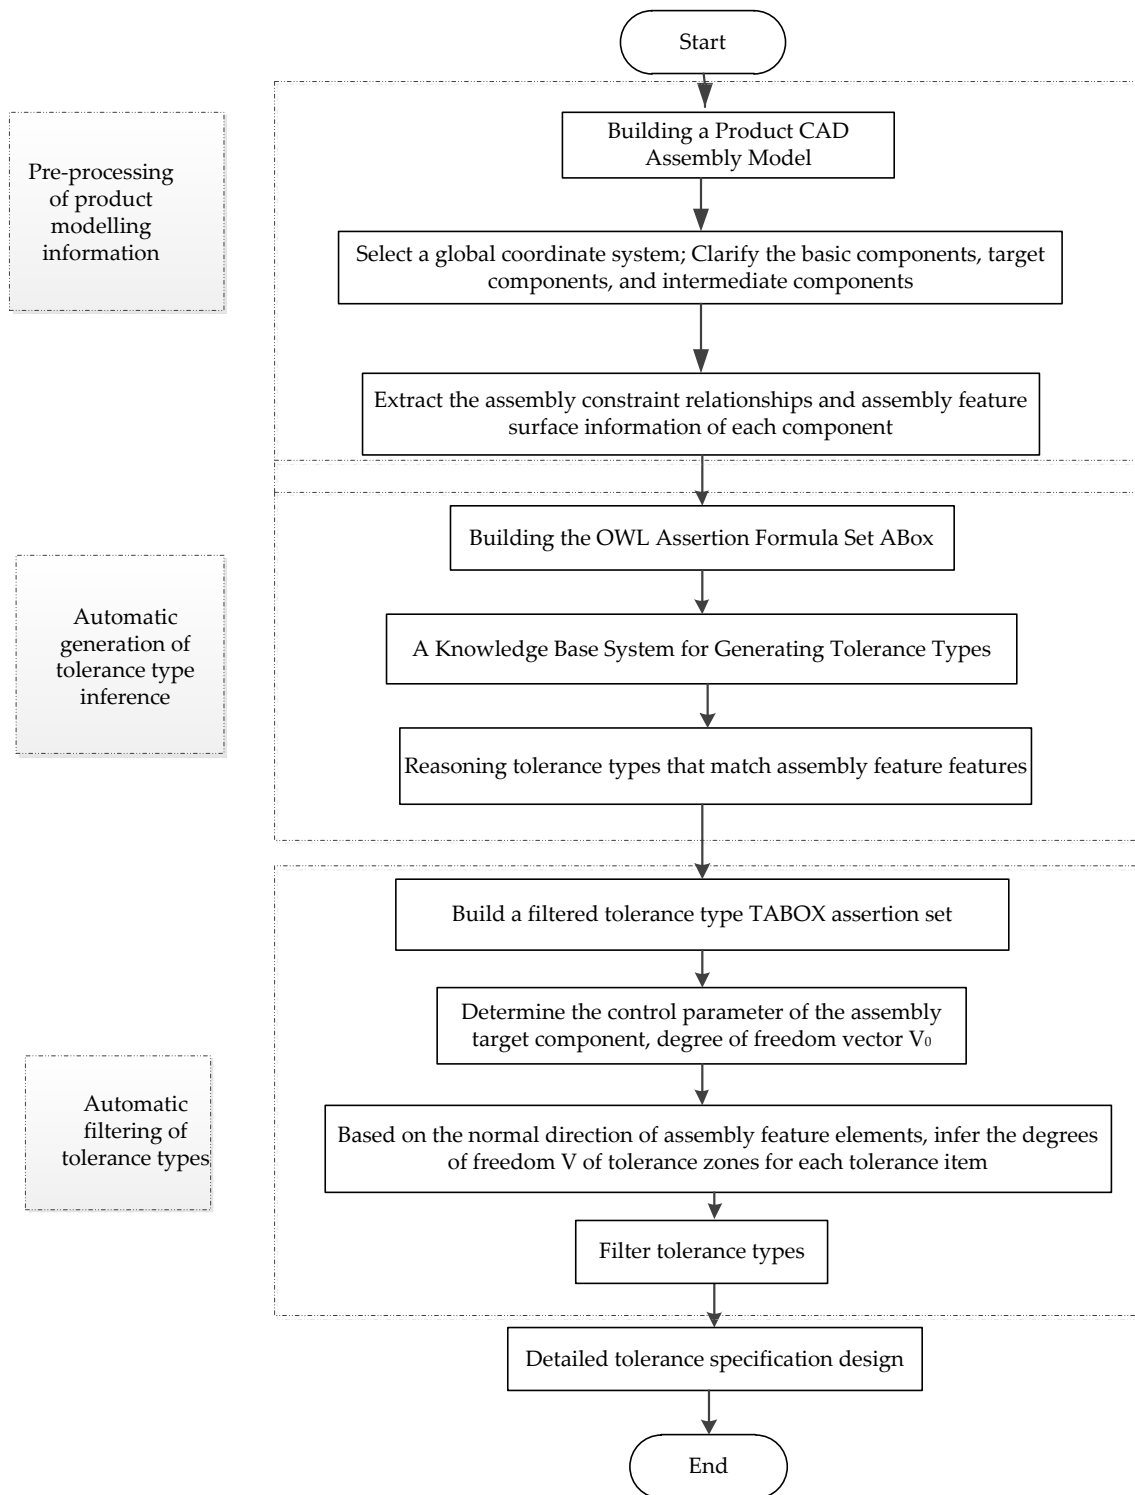 Start
Pre-processing
of product
modelling
information
Building a Product CAD
Assembly Model
Select a global coordinate system; Clarify the basic components, target
components, and intermediate components
Extract the assembly constraint relationships and assembly feature
surface information of each component
Automatic
generation of
tolerance type
inference
Building the OWL Assertion Formula Set ABox
A Knowledge Base System for Generating Tolerance Types
Reasoning tolerance types that match assembly feature features
Automatic
filtering of
tolerance types
Build a filtered tolerance type TABOX assertion set
Determine the control parameter of the assembly
target component, degree of freedom vector V₀
Based on the normal direction of assembly feature elements, infer the degrees
of freedom V of tolerance zones for each tolerance item
Filter tolerance types
Detailed tolerance specification design
End